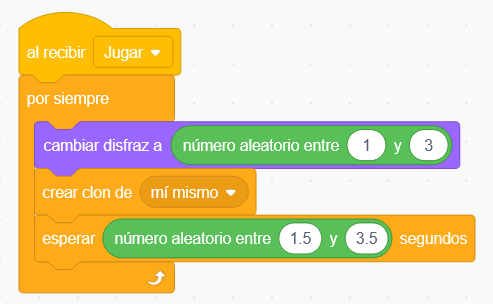 al recibir Jugar
por siempre
cambiar disfraz a número aleatorio entre 1 y 3
crear clon de mí mismo
esperar número aleatorio entre 1.5 y 3.5 segundos